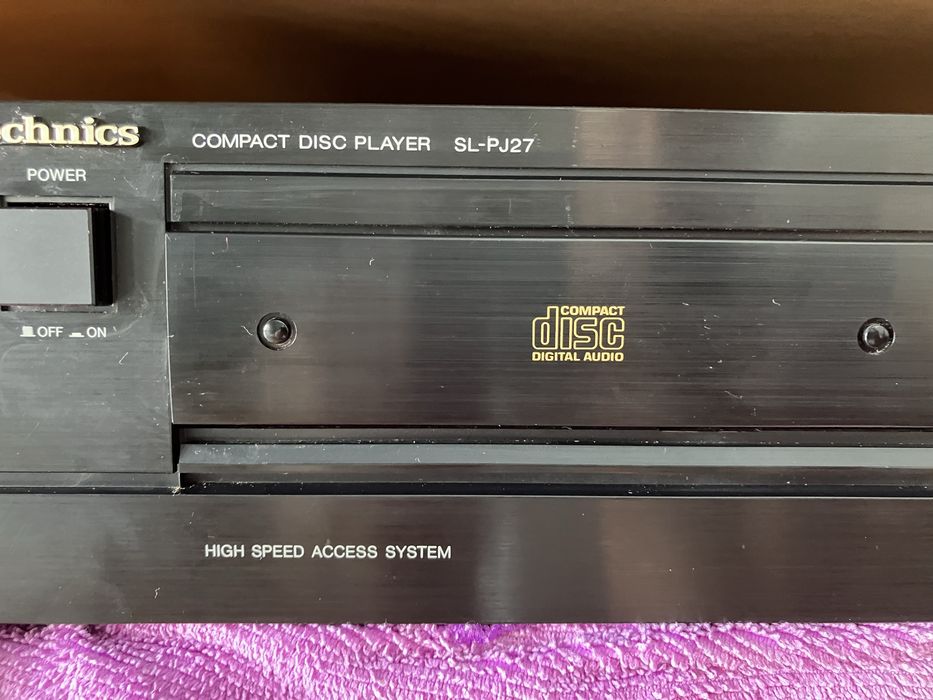 chnics
COMPACT DISC PLAYER SL-PJ27
POWER
OFF ON
COMPACT
disc
DIGITAL AUDIO
HIGH SPEED ACCESS SYSTEM